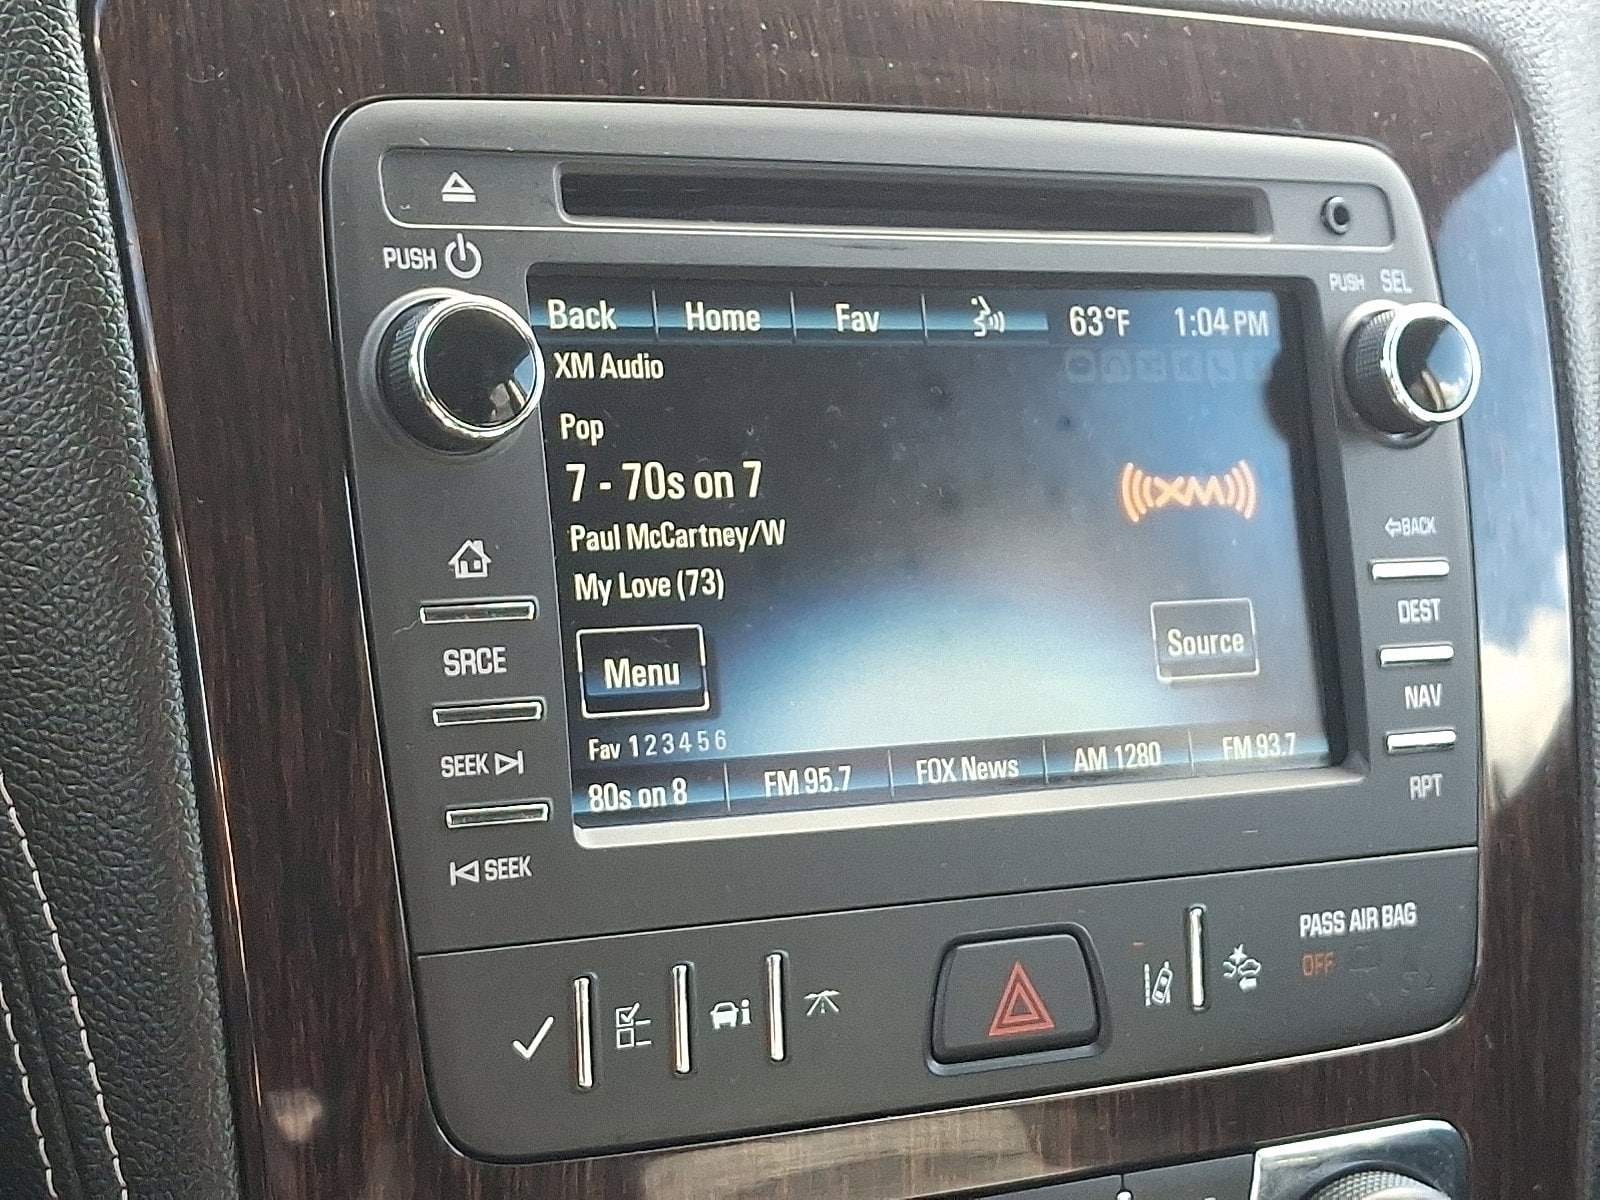 PUSH
PUSH SEL
Back Home Fav 63°F 1:04 PM
XM Audio
Pop
7 - 70s on 7
((XM))
Paul McCartney/W
My Love (73)
Menu
Source
Fav 1 2 3 4 5 6
80s on 8 FM 95.7 FOX News AM 1280 FM 93.7
SRCE
SEEK
SEEK
BACK
DEST
NAV
RPT
PASS AIR BAG
OFF
i